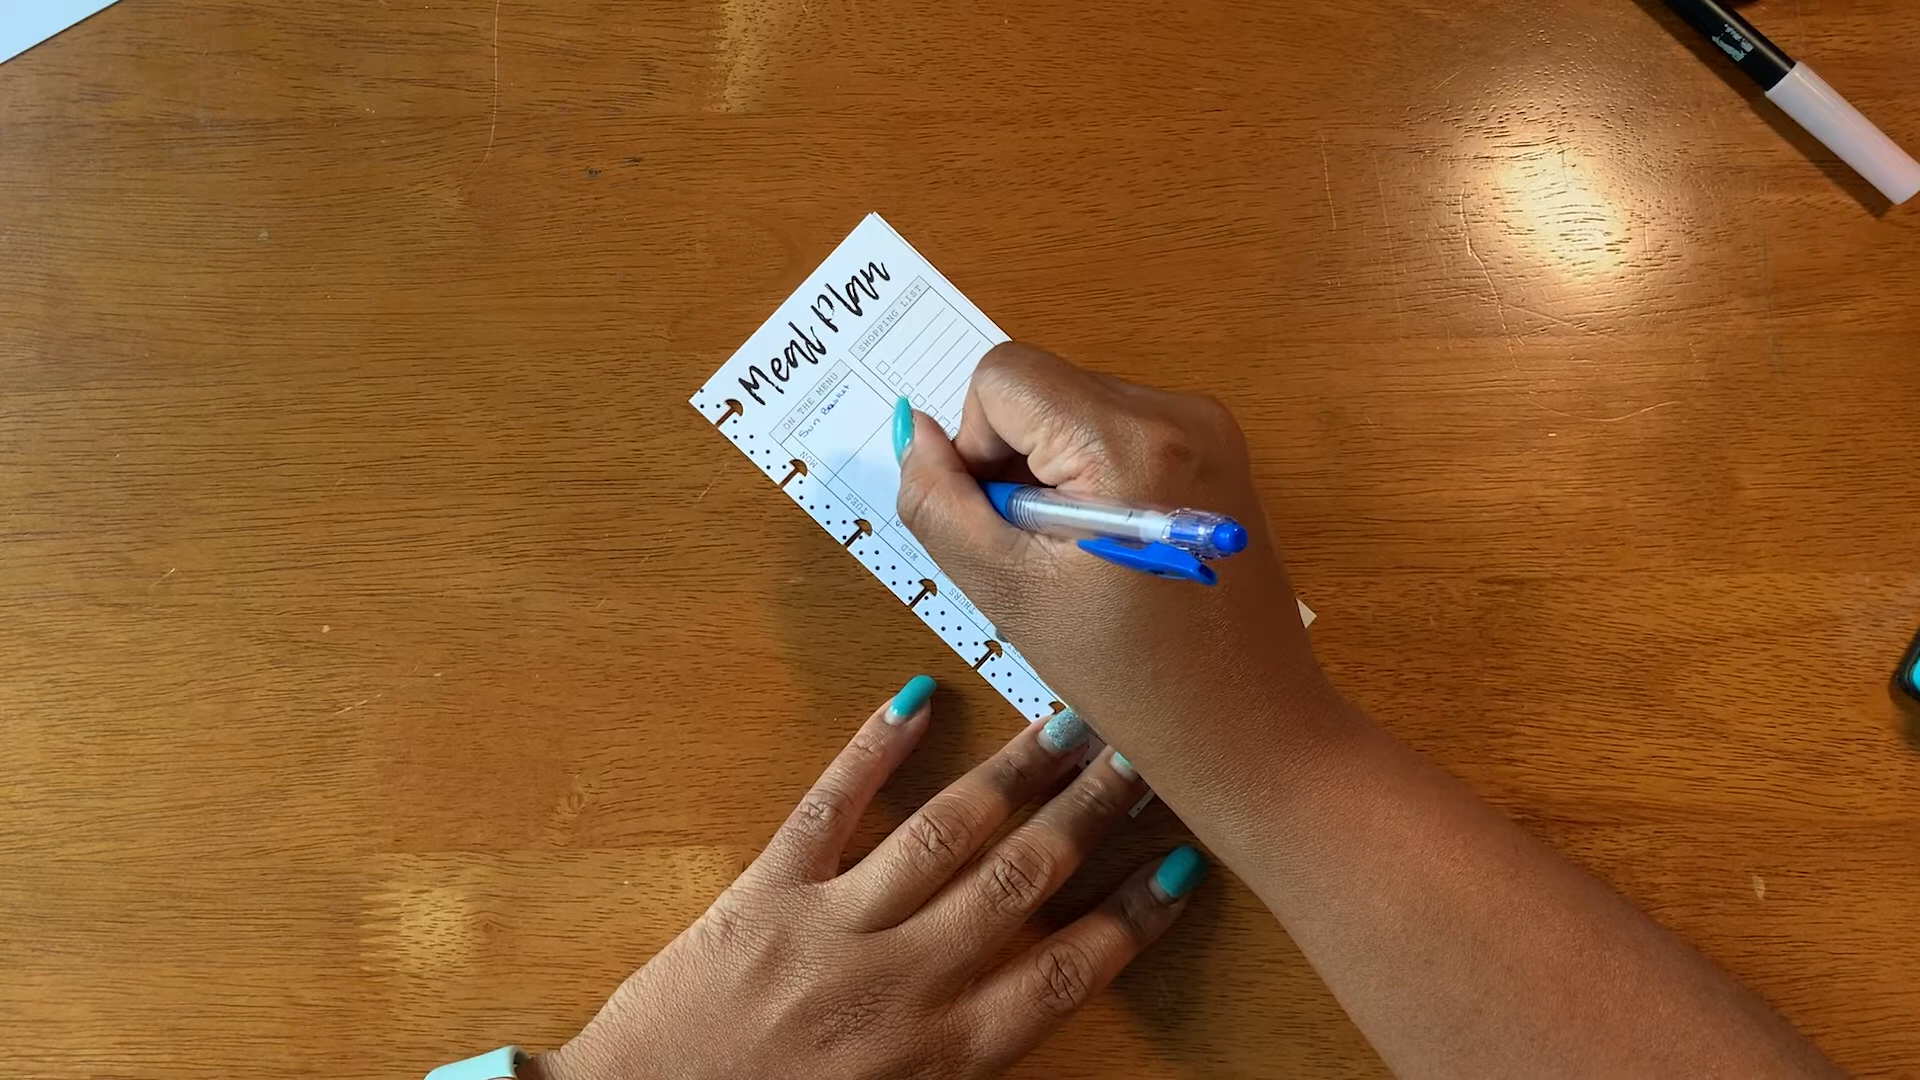 Meal Plan
ON THE MENU
SHOPPING LIST
MON
Sun Basket
TUES
WED
THURS